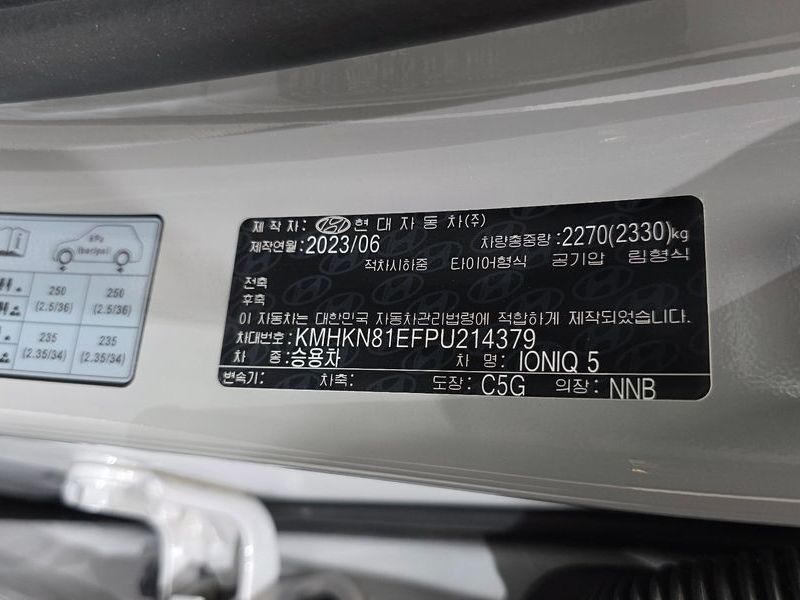 제 작 자: 현 대 자 동 차(주)
제작연월:2023/06 차량총중량:2270(2330)kg
적차시하중 타이어형식 공기압 림형식
전축
후축
이 자동차는 대한민국 자동차관리법령에 적합하게 제작되었습니다.
차대번호:KMHKN81EFPU214379
차 종:승용차 차 명:IONIQ 5
변속기: 차축: 도장:C5G 의장:NNB
kPa
(bar/psi)
250 250
(2.5/36) (2.5/36)
235 235
(2.35/34) (2.35/34)